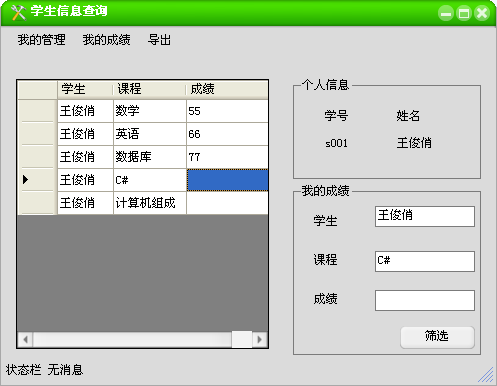 学生信息查询
我的管理 我的成绩 导出
学生 课程 成绩
王俊俏 数学 55
王俊俏 英语 66
王俊俏 数据库 77
王俊俏 C#
王俊俏 计算机组成
个人信息
学号 姓名
s001 王俊俏
我的成绩
学生 王俊俏
课程 C#
成绩
筛选
状态栏 无消息